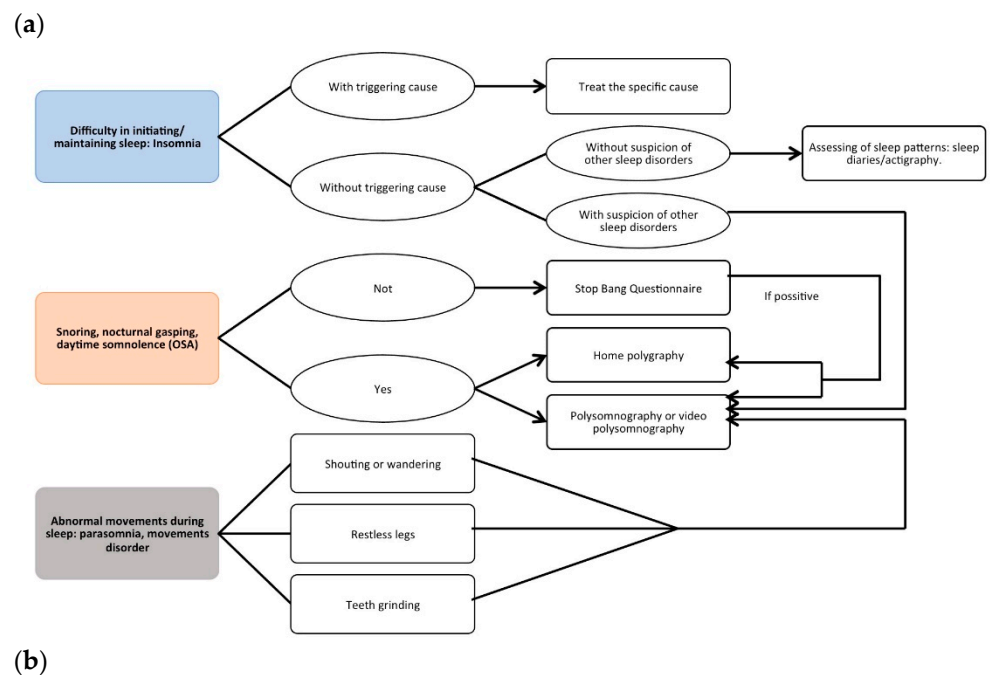 (a)
With triggering cause
Treat the specific cause
Difficulty in initiating/
maintaining sleep: Insomnia
Without suspicion of
other sleep disorders
Assessing of sleep patterns: sleep
diaries/actigraphy.
Without triggering cause
With suspicion of other
sleep disorders
Not
Stop Bang Questionnaire
If possitive
Snoring, nocturnal gasping,
daytime somnolence (OSA)
Home polygraphy
Yes
Polysomnography or video
polysomnography
Shouting or wandering
Abnormal movements during
sleep: parasomnia, movements
disorder
Restless legs
Teeth grinding
(b)